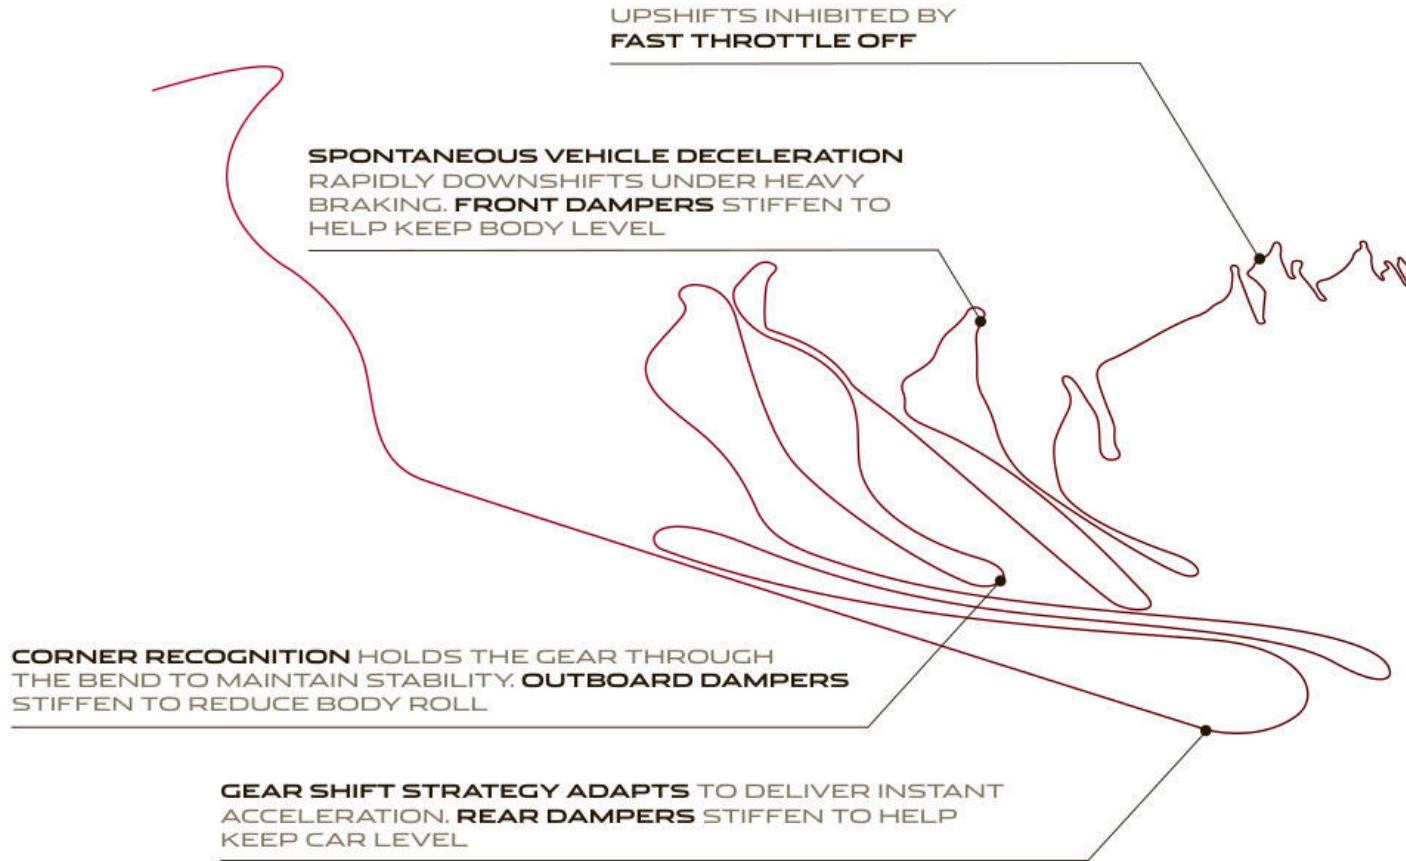 UPSHIFTS INHIBITED BY
FAST THROTTLE OFF
SPONTANEOUS VEHICLE DECELERATION
RAPIDLY DOWNSHIFTS UNDER HEAVY
BRAKING. FRONT DAMPERS STIFFEN TO
HELP KEEP BODY LEVEL
CORNER RECOGNITION HOLDS THE GEAR THROUGH
THE BEND TO MAINTAIN STABILITY. OUTBOARD DAMPERS
STIFFEN TO REDUCE BODY ROLL
GEAR SHIFT STRATEGY ADAPTS TO DELIVER INSTANT
ACCELERATION. REAR DAMPERS STIFFEN TO HELP
KEEP CAR LEVEL